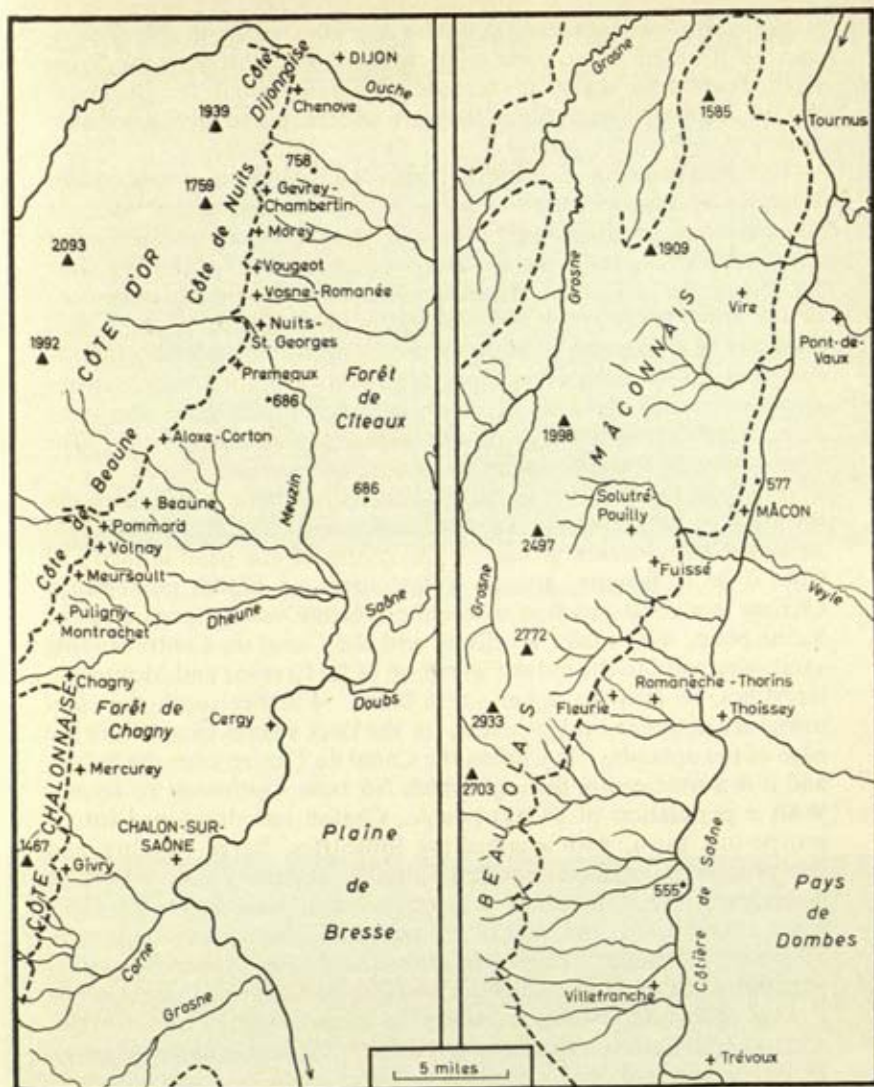 Côte
Dijonnaise
DIJON
Ouche
Chenove
1939
758
1759
Gevrey-
Chambertin
Côte de Nuits
Morey
2093
Vougeot
CÔTE D'OR
Vosne-Romanée
1992
Nuits-
St. Georges
Premeaux
Forêt
de
Cîteaux
686
Aloxe-Corton
Meuzin
686
Côte de Beaune
Beaune
Pommard
Volnay
Meursault
Saône
Puligny-
Montrachet
Dheune
Chagny
Doubs
Forêt de
Chagny
Cergy
CÔTE CHALONNAISE
Mercurey
CHALON-SUR-
SAÔNE
Plaîne
de
Bresse
1467
Givry
Corne
Grosne
5 miles
Grosne
1585
Tournus
Grosne
1909
Vire
Pont-de-
Vaux
MÂCONNAIS
1998
577
Solutré-
Pouilly
MÂCON
2497
Fuissé
Grosne
Veyle
2772
Romanèche-Thorins
Fleurie
Thoissey
2933
2703
BEAUJOLAIS
555
Côtière de Saône
Pays
de
Dombes
Villefranche
Trévoux